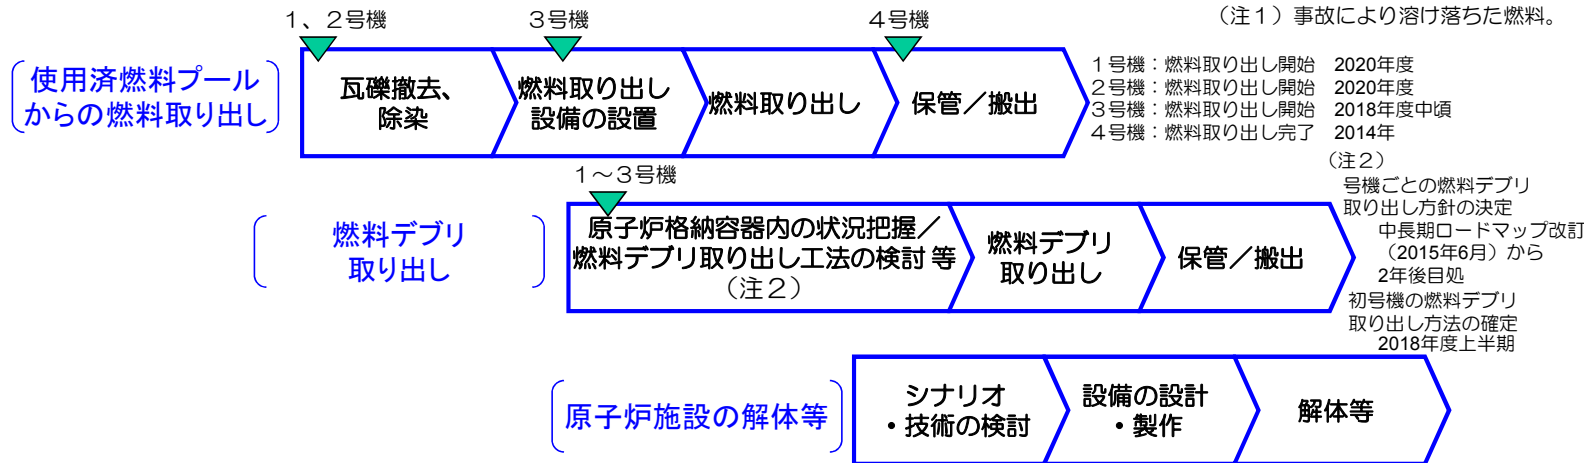 １、２号機
３号機
４号機
（注１）事故により溶け落ちた燃料。
使用済燃料プール
からの燃料取り出し
瓦礫撤去、
除染
燃料取り出し
設備の設置
燃料取り出し
保管／搬出
１号機：燃料取り出し開始　2020年度
２号機：燃料取り出し開始　2020年度
３号機：燃料取り出し開始　2018年度中頃
４号機：燃料取り出し完了　2014年
１～３号機
燃料デブリ
取り出し
原子炉格納容器内の状況把握／
燃料デブリ取り出し工法の検討 等
（注２）
燃料デブリ
取り出し
保管／搬出
（注２）
号機ごとの燃料デブリ
取り出し方針の決定
中長期ロードマップ改訂
（2015年6月）から
2年後目処
初号機の燃料デブリ
取り出し方法の確定
2018年度上半期
原子炉施設の解体等
シナリオ
・技術の検討
設備の設計
・製作
解体等